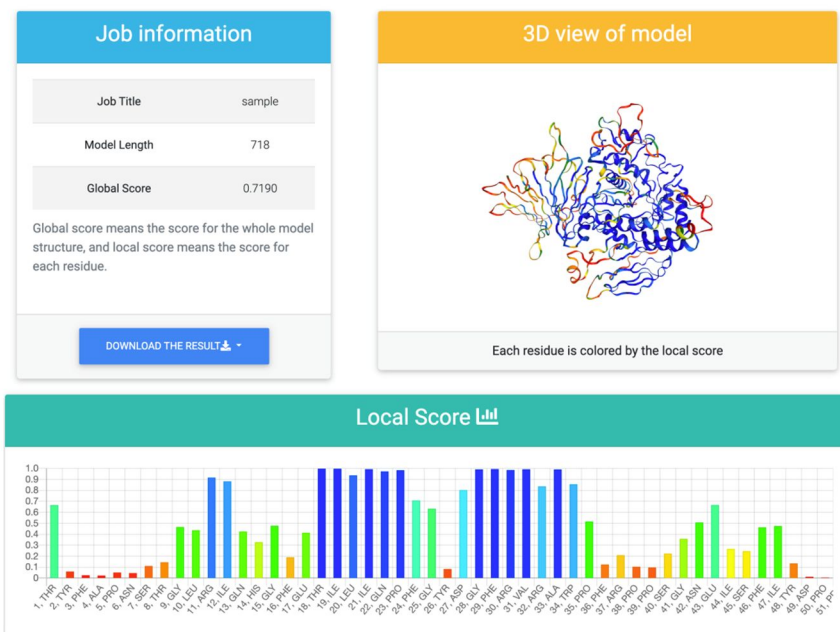 Job information
Job Title sample
Model Length 718
Global Score 0.7190
Global score means the score for the whole model
structure, and local score means the score for
each residue.
DOWNLOAD THE RESULT
3D view of model
Each residue is colored by the local score
Local Score
1.0
0.9
0.8
0.7
0.6
0.5
0.4
0.3
0.2
0.1
0
1, THR
2, TYR
3, PHE
4, ALA
5, PRO
6, ASN
7, SER
8, THR
9, GLY
10, LEU
11, ARG
12, ILE
13, GLN
14, HIS
15, GLY
16, PHE
17, GLU
18, THR
19, ILE
20, LEU
21, ILE
22, GLN
23, PRO
24, PHE
25, GLY
26, TYR
27, ASP
28, GLY
29, PHE
30, ARG
31, VAL
32, ARG
33, ALA
34, TRP
35, PRO
36, PHE
37, ARG
38, PRO
39, PRO
40, SER
41, GLY
42, ASN
43, GLU
44, ILE
45, SER
46, PHE
47, ILE
48, TYR
49, ASP
50, PRO